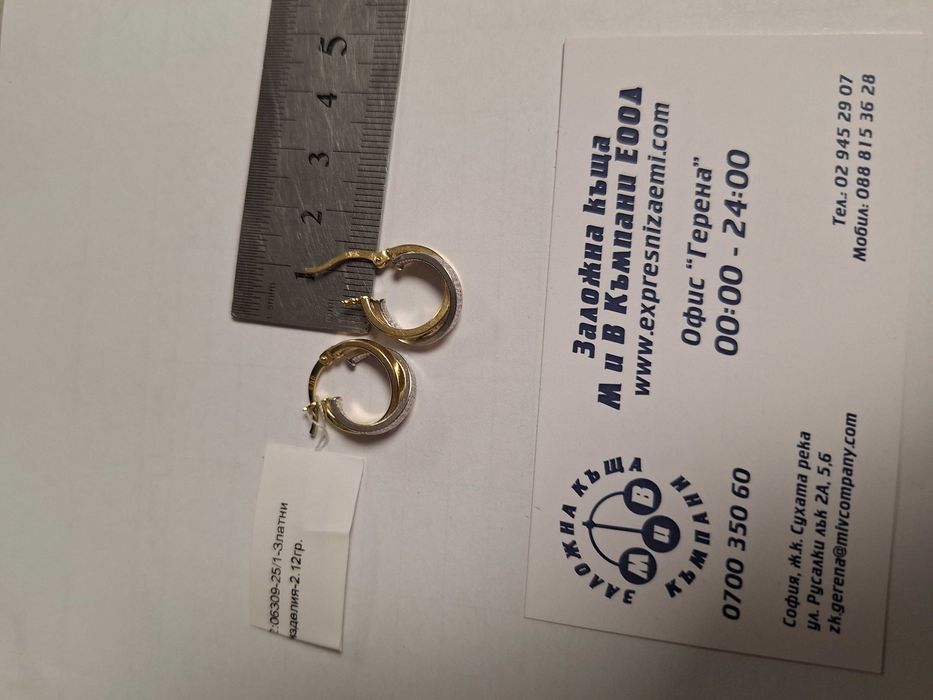 5
4
3
2
1
mm
Заложна къща
М и В Къмпани ЕООД
www.expresnizaemi.com
Офис "Герена"
00:00 - 24:00
Тел.: 02 945 29 07
Мобил: 088 815 36 28
ЗАЛОЖНА КЪЩА
М и В
КЪМПАНИ
0700 350 60
София, ж.к. Сухата река
ул. Русалки лък 2А, 5,6
zk.gerena@mivcompany.com
:06309-25/1-Златни
изделия-2.12гр.